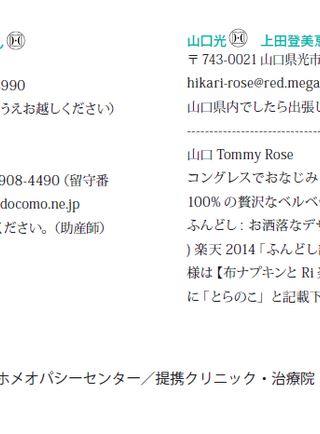 ん
990
うえお越しください）
908-4490（留守番
docomo.ne.jp
ください。（助産師）
山口光 上田登美恵
〒743-0021 山口県光市
hikari-rose@red.mega
山口県内でしたら出張し
山口 Tommy Rose
コングレスでおなじみ
100% の贅沢なベルベ
ふんどし： お洒落なデザ
) 楽天 2014「ふんどし
様は【布ナプキンと Ri
に「とらのこ」と記載下
ホメオパシーセンター／提携クリニック・治療院